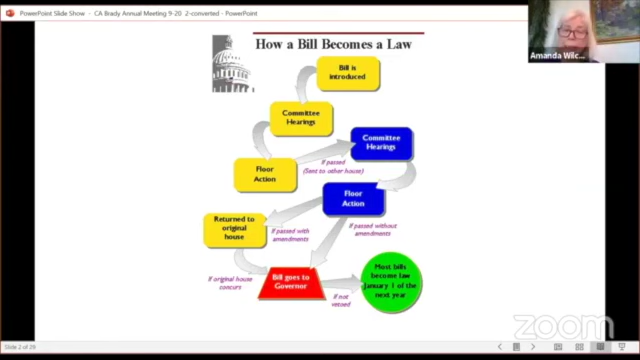 PowerPoint Slide Show - CA Brady Annual Meeting 9-20 2-converted - PowerPoint
Amanda Wilc...
How a Bill Becomes a Law
Bill is
introduced
Committee
Hearings
Committee
Hearings
Floor
Action
If passed
(Sent to other house)
Floor
Action
Returned to
original
house
If passed with
amendments
If passed without
amendments
If original house
concurs
Bill goes to
Governor
If not
vetoed
Most bills
become law
January 1 of the
next year
zoom
Slide 2 of 28